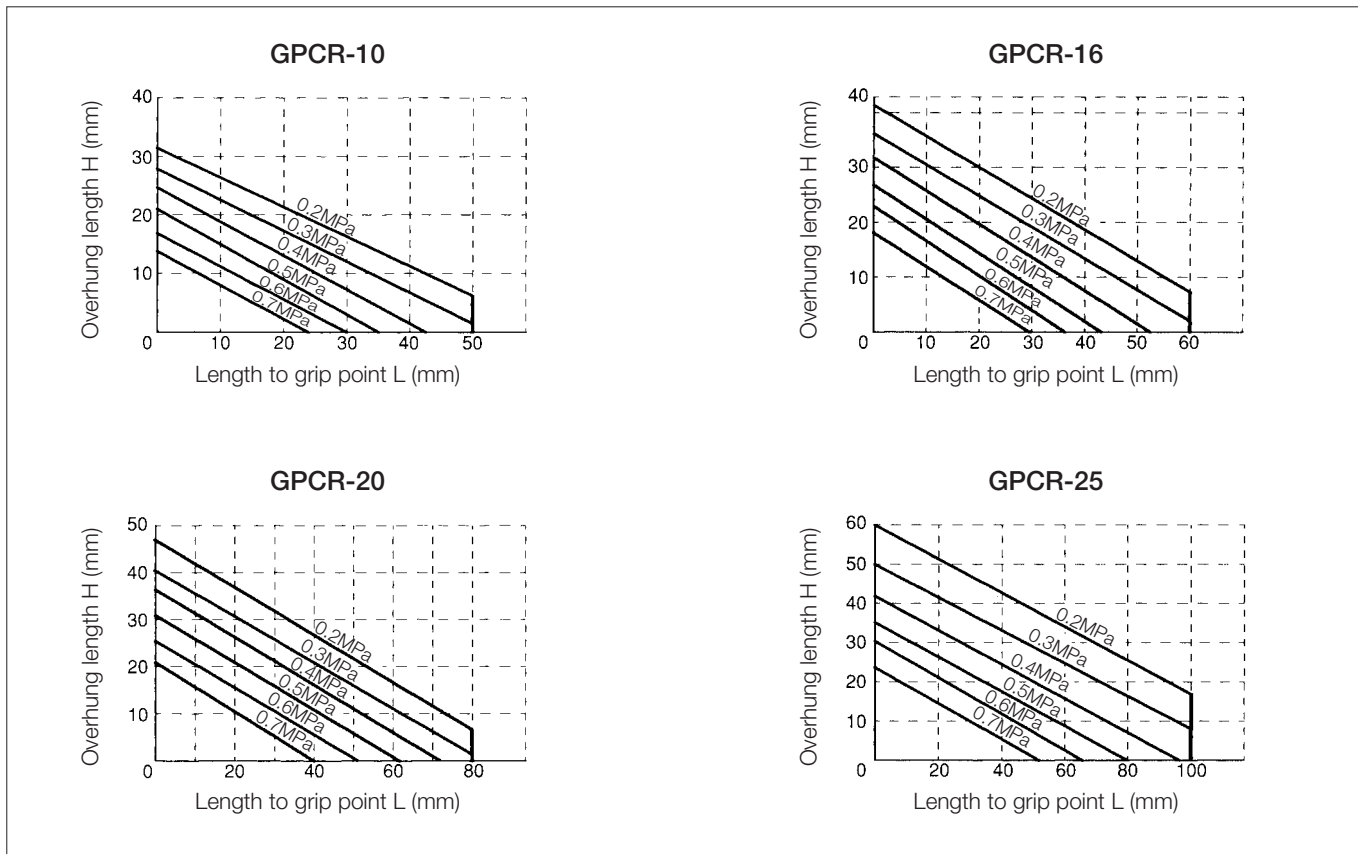 GPCR-10
Overhung length H (mm)
40
30
20
10
0.2MPa
0.3MPa
0.4MPa
0.5MPa
0.6MPa
0.7MPa
0 10 20 30 40 50
Length to grip point L (mm)
GPCR-16
Overhung length H (mm)
40
30
20
10
0.2MPa
0.3MPa
0.4MPa
0.5MPa
0.6MPa
0.7MPa
0 10 20 30 40 50 60
Length to grip point L (mm)
GPCR-20
Overhung length H (mm)
50
40
30
20
10
0.2MPa
0.3MPa
0.4MPa
0.5MPa
0.6MPa
0.7MPa
0 20 40 60 80
Length to grip point L (mm)
GPCR-25
Overhung length H (mm)
60
50
40
30
20
10
0
0.2MPa
0.3MPa
0.4MPa
0.5MPa
0.6MPa
0.7MPa
20 40 60 80 100
Length to grip point L (mm)